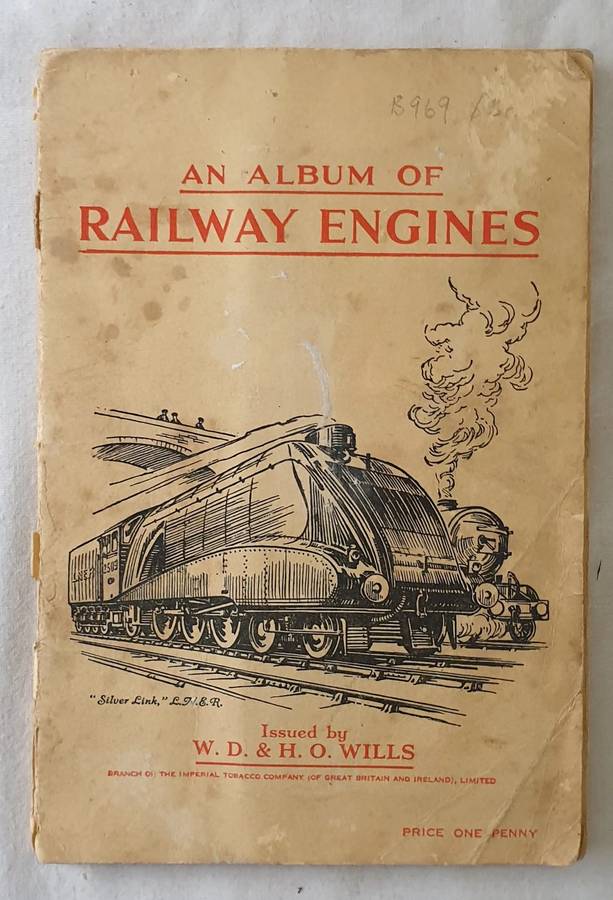 B969
AN ALBUM OF
RAILWAY ENGINES
L.N.E.R.
2509
"Silver Link," L.N.E.R.
Issued by
W. D. & H. O. WILLS
BRANCH OF THE IMPERIAL TOBACCO COMPANY (OF GREAT BRITAIN AND IRELAND), LIMITED
PRICE ONE PENNY